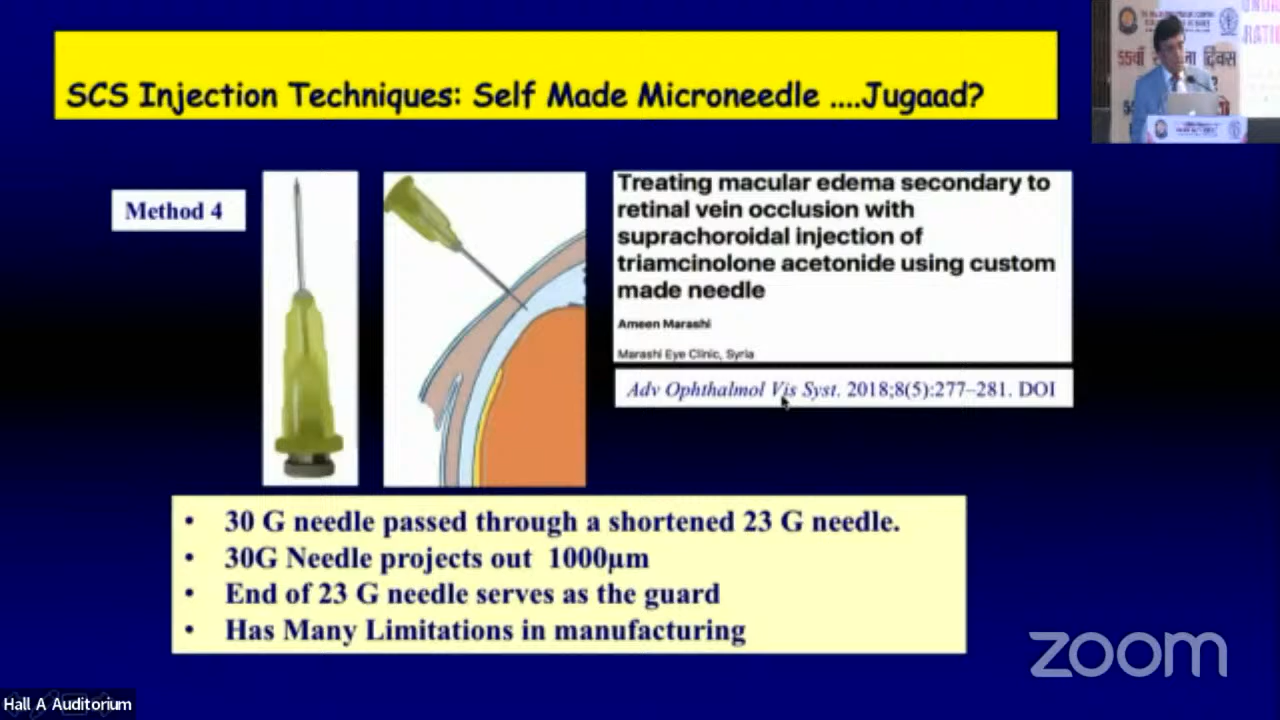 SCS Injection Techniques: Self Made Microneedle ....Jugaad?
Method 4
Treating macular edema secondary to
retinal vein occlusion with
suprachoroidal injection of
triamcinolone acetonide using custom
made needle
Ameen Marashi
Marashi Eye Clinic, Syria
Adv Ophthalmol Vis Syst. 2018;8(5):277–281. DOI
• 30 G needle passed through a shortened 23 G needle.
• 30G Needle projects out 1000µm
• End of 23 G needle serves as the guard
• Has Many Limitations in manufacturing
55वाँ
zoom
Hall A Auditorium